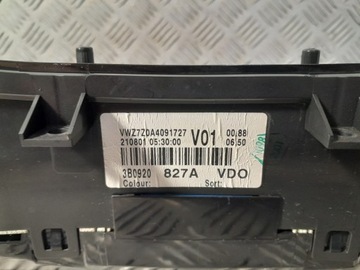 VWZ7Z0A4091727 V01 00.88
210801 05:30:00 06.50
3B0920 827A VDO
Colour: Sort: